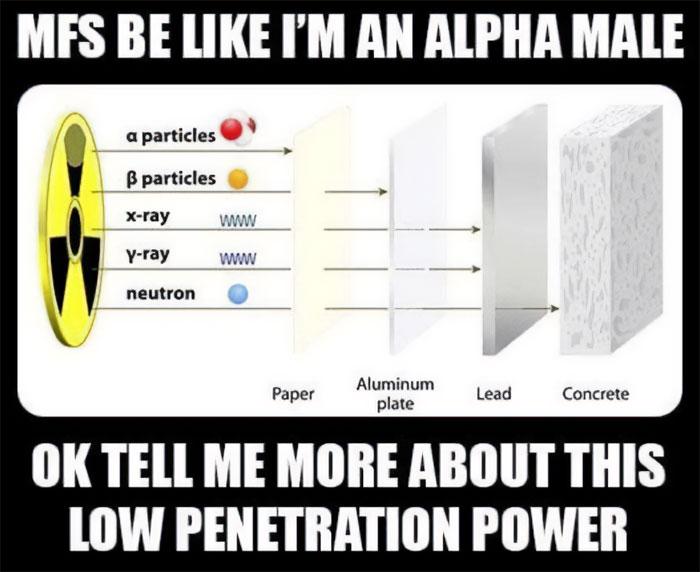 MFS BE LIKE I'M AN ALPHA MALE
α particles
β particles
x-ray
γ-ray
neutron
Paper
Aluminum
plate
Lead
Concrete
OK TELL ME MORE ABOUT THIS
LOW PENETRATION POWER